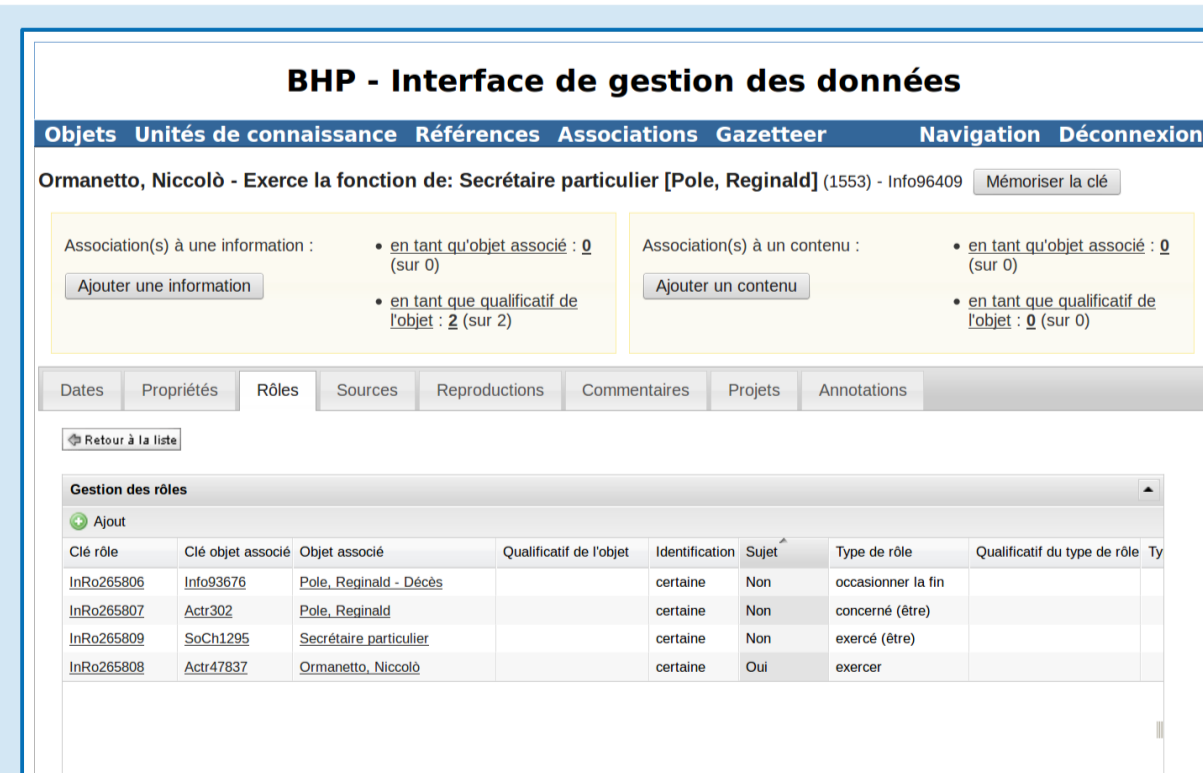 BHP - Interface de gestion des données
Objets Unités de connaissance Références Associations Gazetteer Navigation Déconnexion
Ormanetto, Niccolò - Exerce la fonction de: Secrétaire particulier [Pole, Reginald] (1553) - Info96409 Mémoriser la clé
Association(s) à une information :
Ajouter une information
• en tant qu'objet associé : 0
(sur 0)
• en tant que qualificatif de
l'objet : 2 (sur 2)
Association(s) à un contenu :
Ajouter un contenu
• en tant qu'objet associé : 0
(sur 0)
• en tant que qualificatif de
l'objet : 0 (sur 0)
Dates Propriétés Rôles Sources Reproductions Commentaires Projets Annotations
Retour à la liste
Gestion des rôles
Ajout
Clé rôle Clé objet associé Objet associé Qualificatif de l'objet Identification Sujet Type de rôle Qualificatif du type de rôle Ty
InRo265806 Info93676 Pole, Reginald - Décès certaine Non occasionner la fin
InRo265807 Actr302 Pole, Reginald certaine Non concerné (être)
InRo265809 SoCh1295 Secrétaire particulier certaine Non exercé (être)
InRo265808 Actr47837 Ormanetto, Niccolò certaine Oui exercer